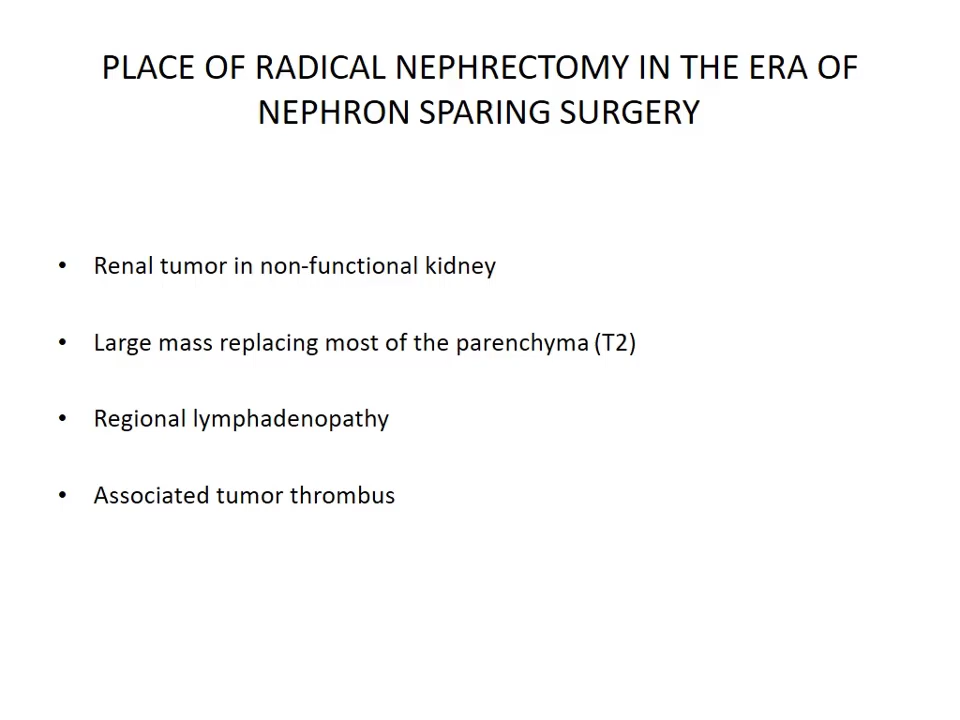 PLACE OF RADICAL NEPHRECTOMY IN THE ERA OF
NEPHRON SPARING SURGERY
• Renal tumor in non-functional kidney
• Large mass replacing most of the parenchyma (T2)
• Regional lymphadenopathy
• Associated tumor thrombus